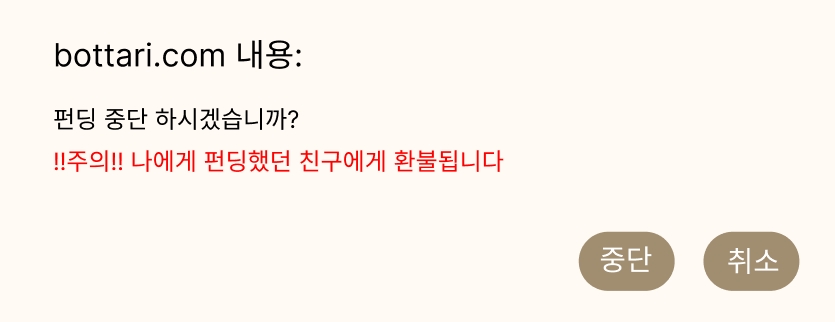 bottari.com 내용:
펀딩 중단 하시겠습니까?
!!주의!! 나에게 펀딩했던 친구에게 환불됩니다
중단 취소